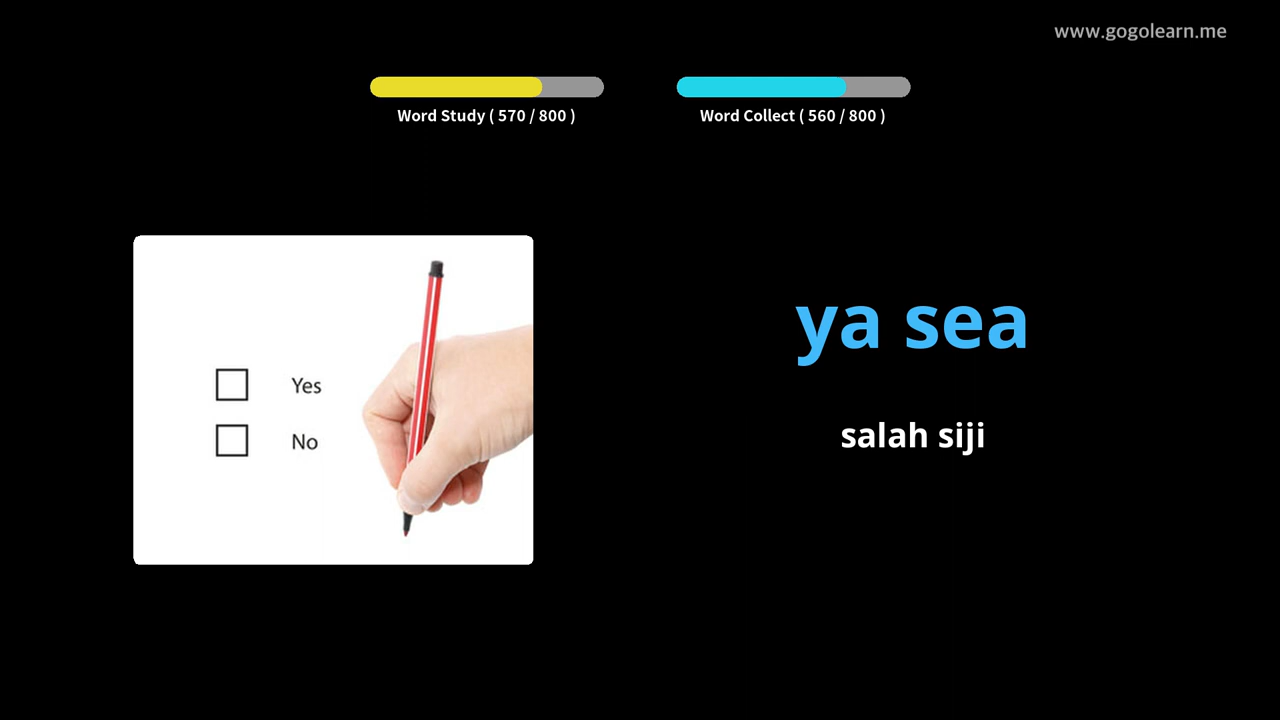 www.gogolearn.me
Word Study ( 570 / 800 )
Word Collect ( 560 / 800 )
ya sea
salah siji
Yes
No